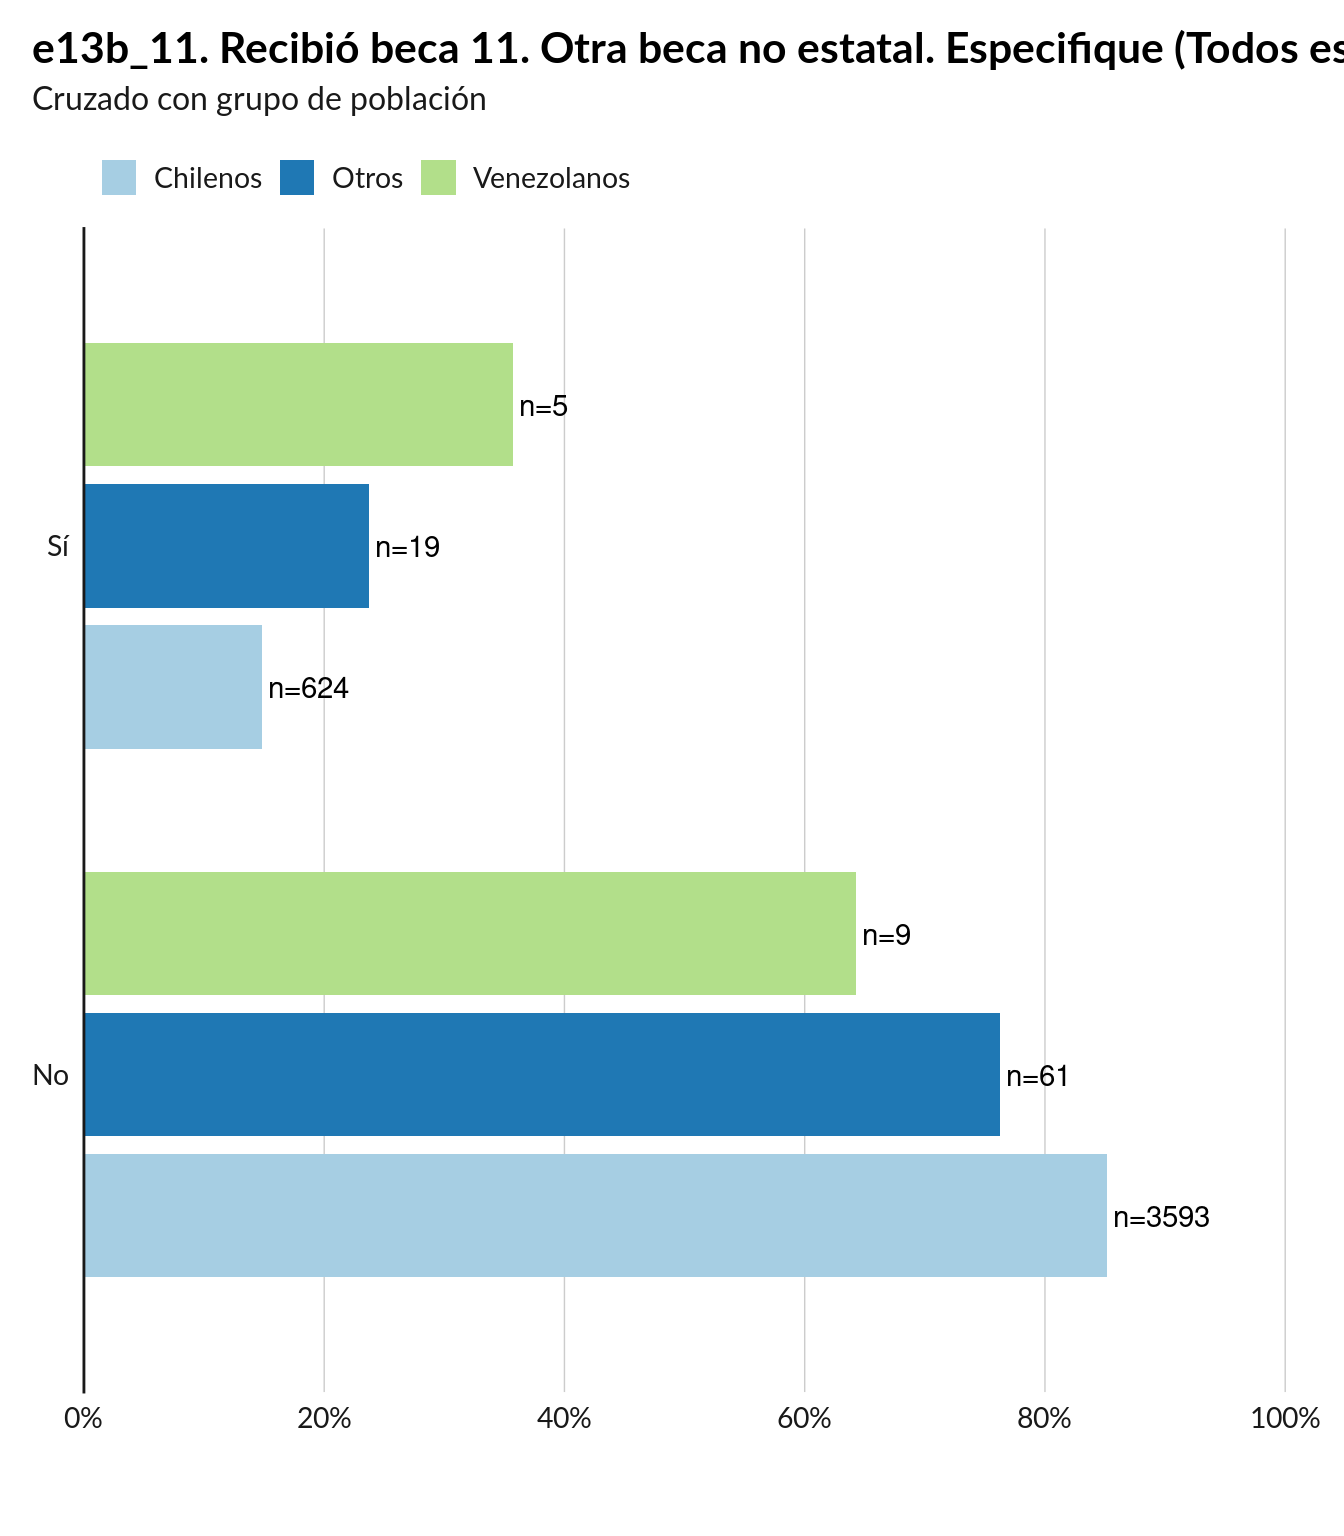 e13b_11. Recibió beca 11. Otra beca no estatal. Especifique (Todos es
Cruzado con grupo de población
Chilenos Otros Venezolanos
n=5
Sí n=19
n=624
n=9
No n=61
n=3593
0% 20% 40% 60% 80% 100%